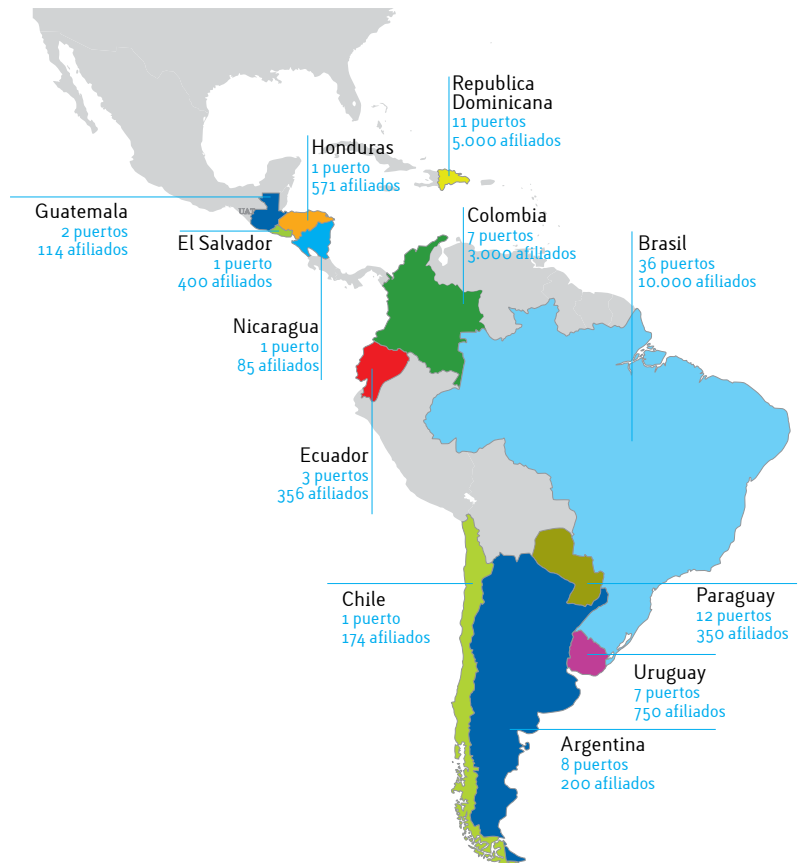 Republica
Dominicana
11 puertos
5.000 afiliados
Honduras
1 puerto
571 afiliados
Guatemala
2 puertos
114 afiliados
El Salvador
1 puerto
400 afiliados
Nicaragua
1 puerto
85 afiliados
Colombia
7 puertos
3.000 afiliados
Brasil
36 puertos
10.000 afiliados
Ecuador
3 puertos
356 afiliados
Chile
1 puerto
174 afiliados
Paraguay
12 puertos
350 afiliados
Uruguay
7 puertos
750 afiliados
Argentina
8 puertos
200 afiliados